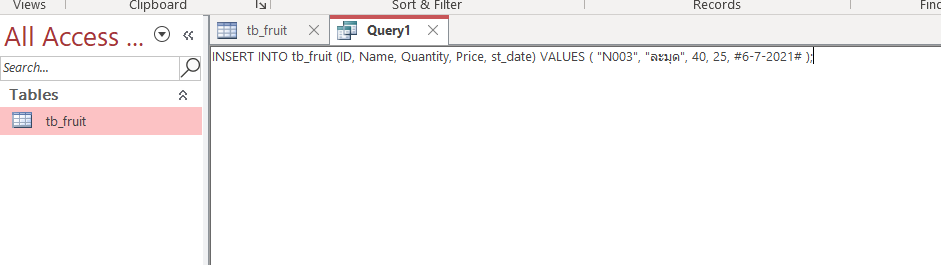 Views Clipboard Sort & Filter Records Find
All Access ... «
tb_fruit Query1
Search...
INSERT INTO tb_fruit (ID, Name, Quantity, Price, st_date) VALUES ( "N003", "ละมุด", 40, 25, #6-7-2021# );
Tables
tb_fruit